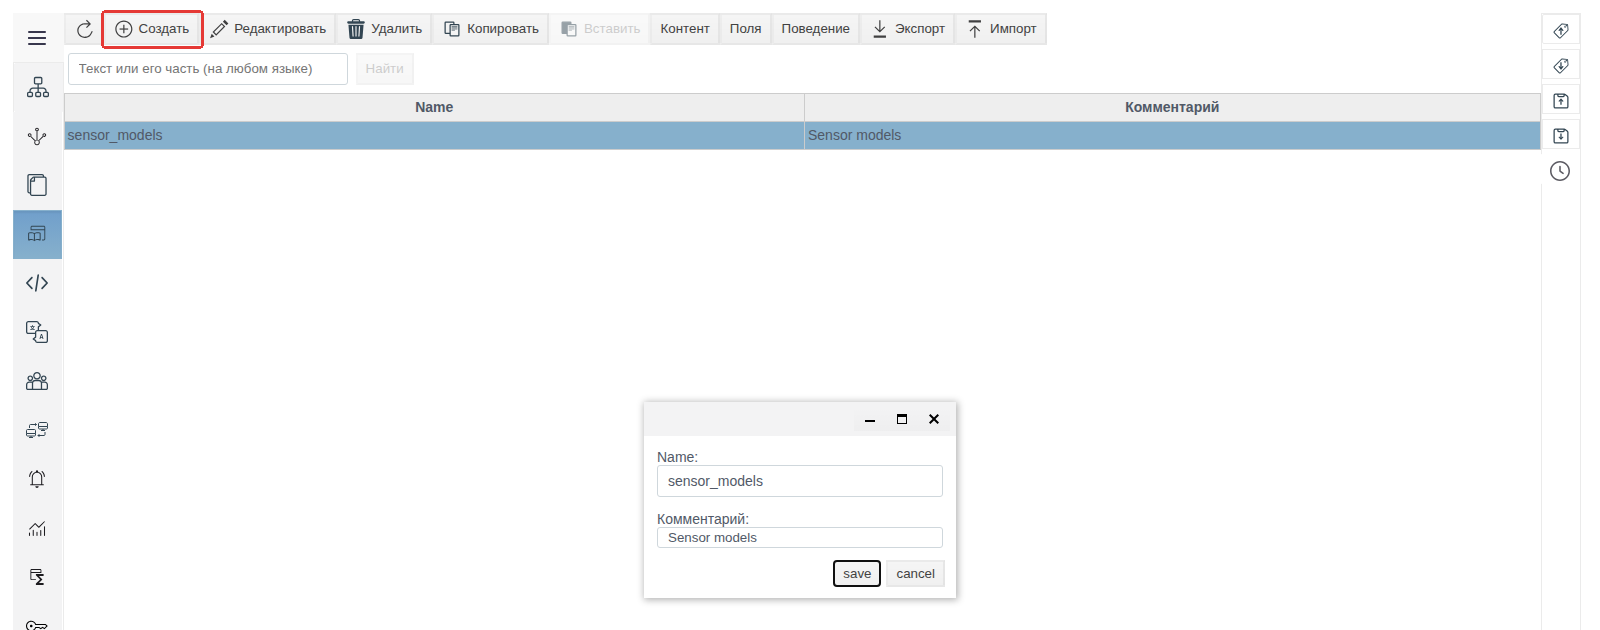 Создать Редактировать Удалить Копировать Вставить Контент Поля Поведение Экспорт Импорт
Текст или его часть (на любом языке) Найти
Name Комментарий
sensor_models Sensor models
Name:
sensor_models
Комментарий:
Sensor models
save cancel